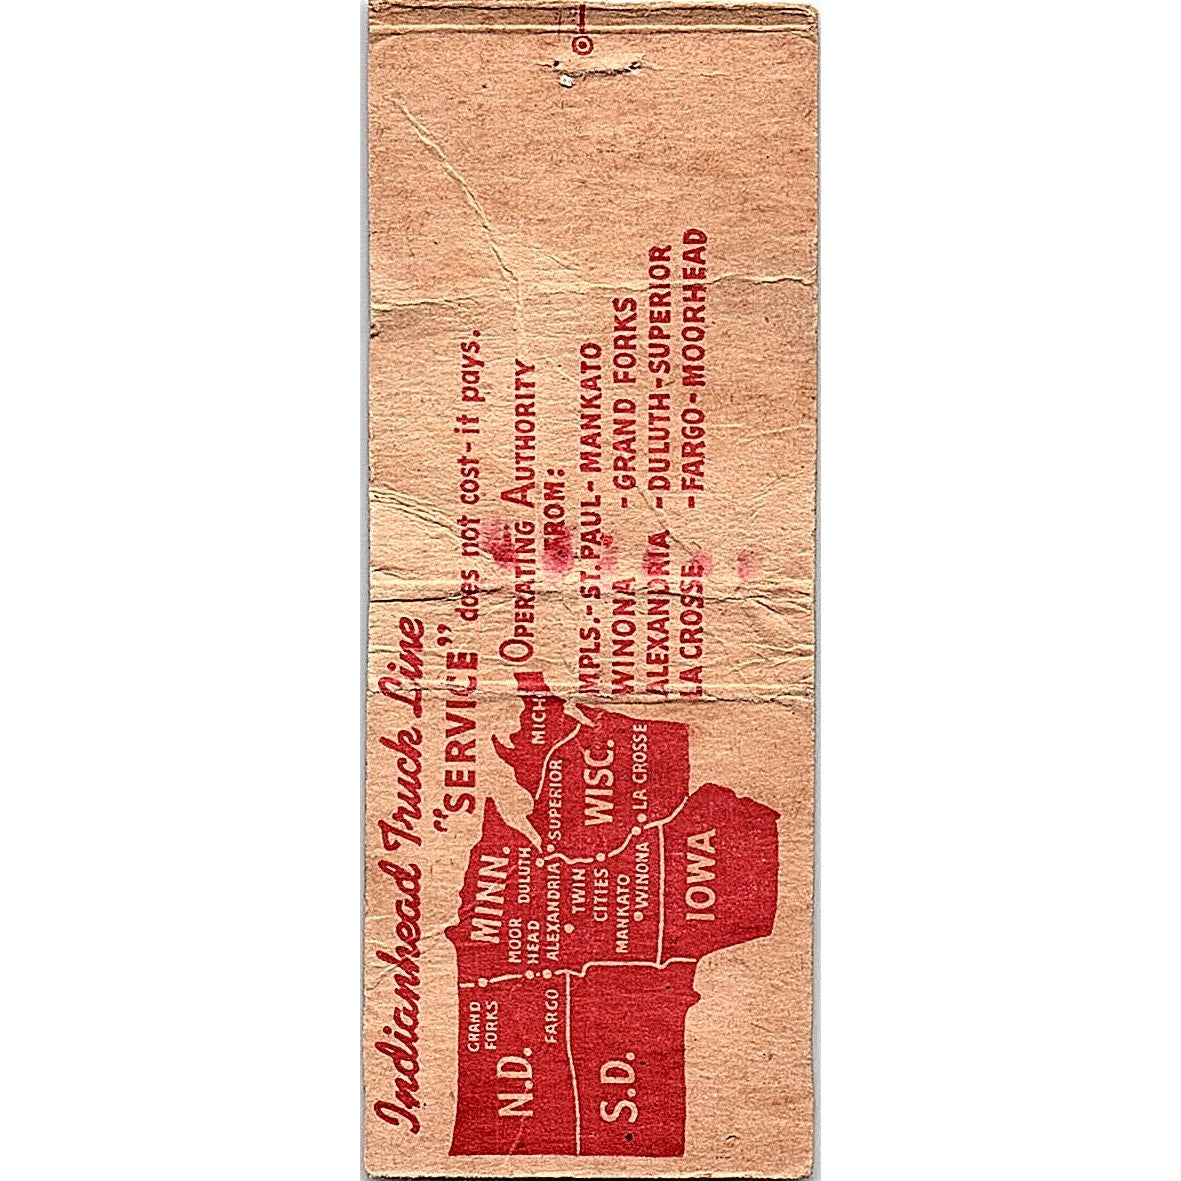 Indianhead Truck Line
"SERVICE" does not cost-it pays.
OPERATING AUTHORITY
FROM:
MPLS.-ST.PAUL-MANKATO
WINONA -GRAND FORKS
ALEXANDRIA -DULUTH-SUPERIOR
LA CROSSE -FARGO-MOORHEAD
GRAND
FORKS
N.D.
FARGO
S.D.
MINN.
MOOR
HEAD
DULUTH
ALEXANDRIA
SUPERIOR
MICH
TWIN
CITIES
WISC.
MANKATO
WINONA
LA CROSSE
IOWA